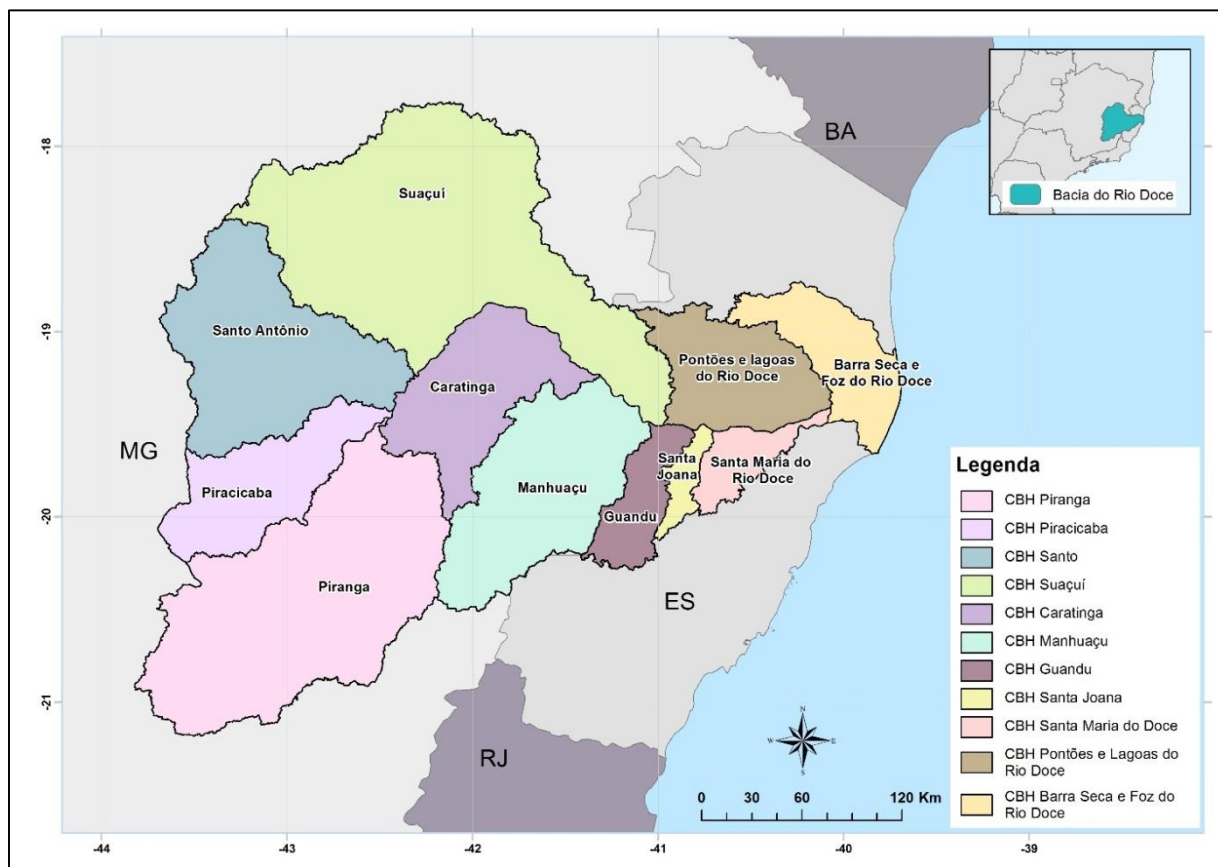 BA
Bacia do Rio Doce
-18
Suaçuí
Santo Antônio
-19
Caratinga
Pontões e lagoas
do Rio Doce
Barra Seca e
Foz do Rio Doce
MG
Piracicaba
Manhuaçu
Guandu
Santa
Joana
Santa Maria do
Rio Doce
-20
Piranga
ES
-21
RJ
N
W
E
S
0
30
60
120 Km
Legenda
CBH Piranga
CBH Piracicaba
CBH Santo
CBH Suaçuí
CBH Caratinga
CBH Manhuaçu
CBH Guandu
CBH Santa Joana
CBH Santa Maria do Doce
CBH Pontões e Lagoas do
Rio Doce
CBH Barra Seca e Foz do
Rio Doce
-44
-43
-42
-41
-40
-39